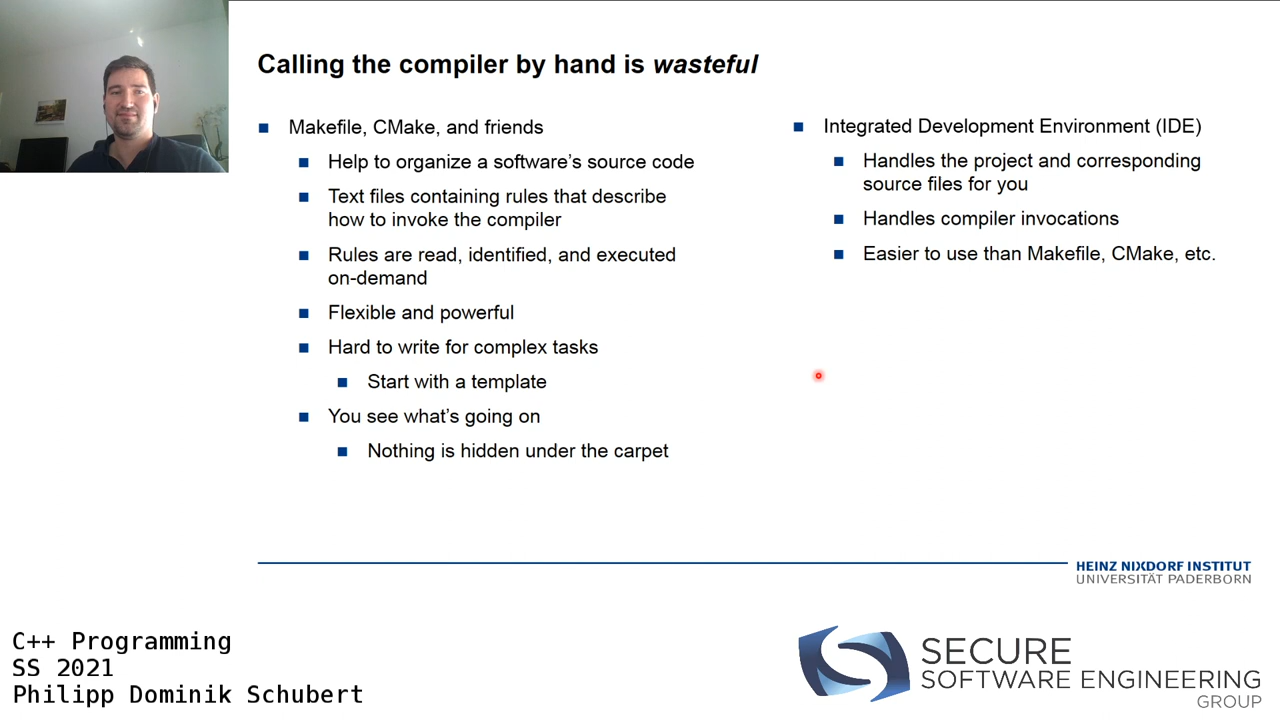 Calling the compiler by hand is wasteful
Makefile, CMake, and friends
Help to organize a software's source code
Text files containing rules that describe
how to invoke the compiler
Rules are read, identified, and executed
on-demand
Flexible and powerful
Hard to write for complex tasks
Start with a template
You see what's going on
Nothing is hidden under the carpet
Integrated Development Environment (IDE)
Handles the project and corresponding
source files for you
Handles compiler invocations
Easier to use than Makefile, CMake, etc.
HEINZ NIXDORF INSTITUT
UNIVERSITÄT PADERBORN
C++ Programming
SS 2021
Philipp Dominik Schubert
SECURE
SOFTWARE ENGINEERING
GROUP